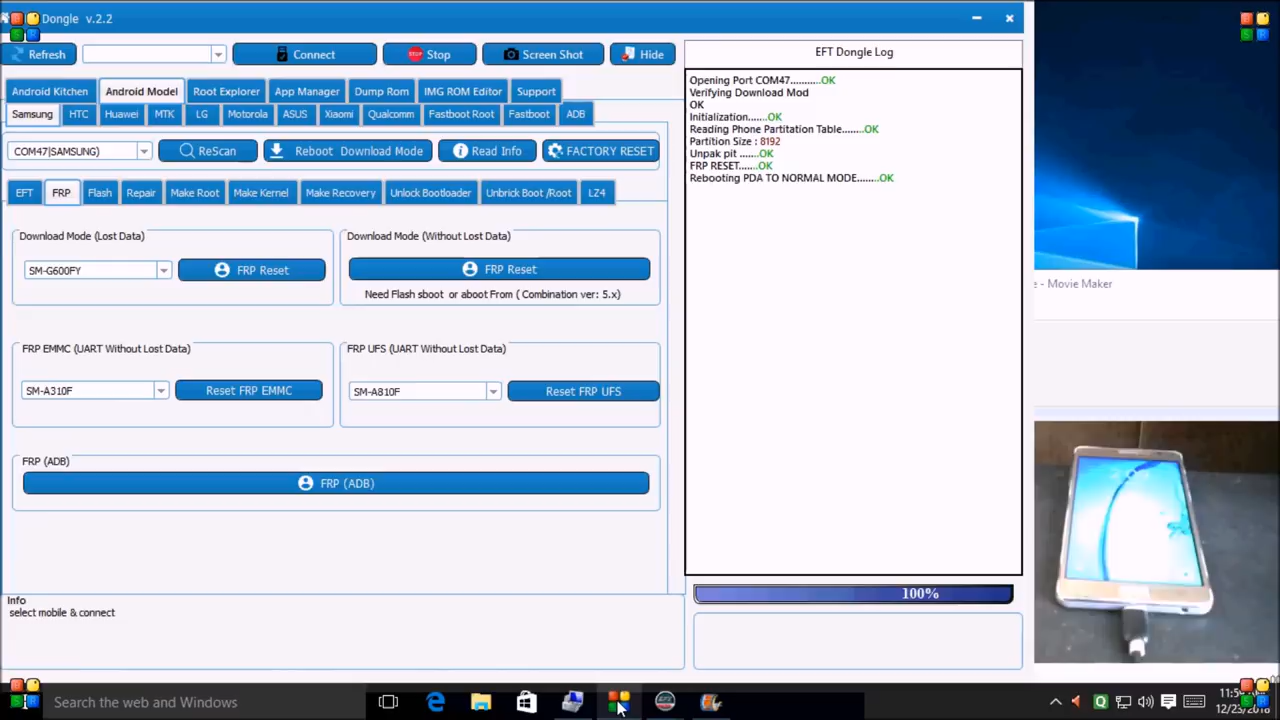 Dongle v.2.2
Refresh
Connect
Stop
Screen Shot
Hide
Android Kitchen
Android Model
Root Explorer
App Manager
Dump Rom
IMG ROM Editor
Support
Samsung
HTC
Huawei
MTK
LG
Motorola
ASUS
Xiaomi
Qualcomm
Fastboot Root
Fastboot
ADB
COM47|SAMSUNG)
ReScan
Reboot Download Mode
Read Info
FACTORY RESET
EFT
FRP
Flash
Repair
Make Root
Make Kernel
Make Recovery
Unlock Bootloader
Unbrick Boot /Root
LZ4
Download Mode (Lost Data)
SM-G600FY
FRP Reset
Download Mode (Without Lost Data)
FRP Reset
Need Flash sboot or aboot From ( Combination ver: 5.x)
FRP EMMC (UART Without Lost Data)
SM-A310F
Reset FRP EMMC
FRP UFS (UART Without Lost Data)
SM-A810F
Reset FRP UFS
FRP (ADB)
FRP (ADB)
Info
select mobile & connect
EFT Dongle Log
Opening Port COM47..........OK
Verifying Download Mod
OK
Initialization......OK
Reading Phone Partitation Table......OK
Partition Size : 8192
Unpak pit ......OK
FRP RESET......OK
Rebooting PDA TO NORMAL MODE.......OK
100%
- Movie Maker
Search the web and Windows